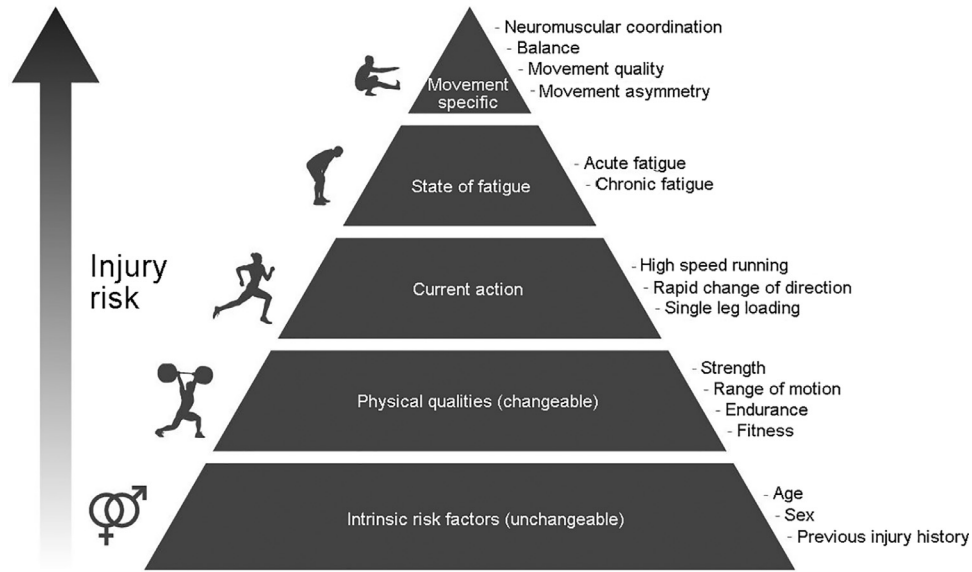 - Neuromuscular coordination
- Balance
- Movement quality
- Movement asymmetry
Movement
specific
- Acute fatigue
- Chronic fatigue
State of fatigue
Injury
risk
- High speed running
- Rapid change of direction
- Single leg loading
Current action
- Strength
- Range of motion
- Endurance
- Fitness
Physical qualities (changeable)
- Age
- Sex
- Previous injury history
Intrinsic risk factors (unchangeable)